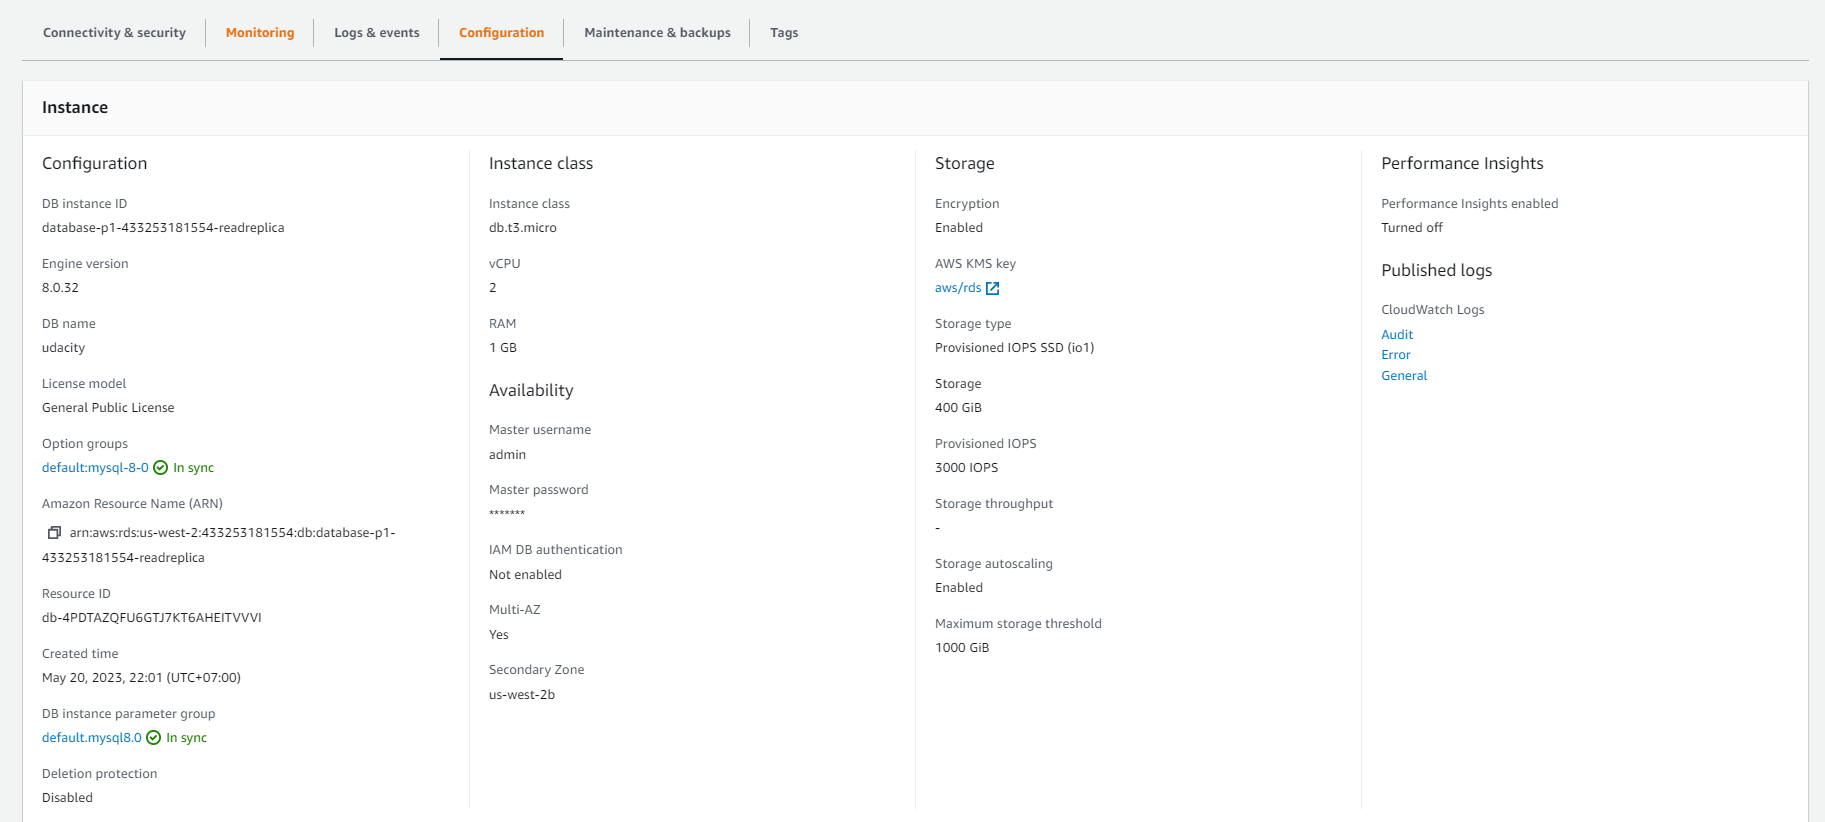 Connectivity & security
Monitoring
Logs & events
Configuration
Maintenance & backups
Tags
Instance
Configuration
DB instance ID
database-p1-433253181554-readreplica
Engine version
8.0.32
DB name
udacity
License model
General Public License
Option groups
default:mysql-8-0 In sync
Amazon Resource Name (ARN)
arn:aws:rds:us-west-2:433253181554:db:database-p1-
433253181554-readreplica
Resource ID
db-4PDTAZQFU6GTJ7KT6AHEITVVVI
Created time
May 20, 2023, 22:01 (UTC+07:00)
DB instance parameter group
default.mysql8.0 In sync
Deletion protection
Disabled
Instance class
Instance class
db.t3.micro
vCPU
2
RAM
1 GB
Availability
Master username
admin
Master password
*******
IAM DB authentication
Not enabled
Multi-AZ
Yes
Secondary Zone
us-west-2b
Storage
Encryption
Enabled
AWS KMS key
aws/rds
Storage type
Provisioned IOPS SSD (io1)
Storage
400 GiB
Provisioned IOPS
3000 IOPS
Storage throughput
-
Storage autoscaling
Enabled
Maximum storage threshold
1000 GiB
Performance Insights
Performance Insights enabled
Turned off
Published logs
CloudWatch Logs
Audit
Error
General